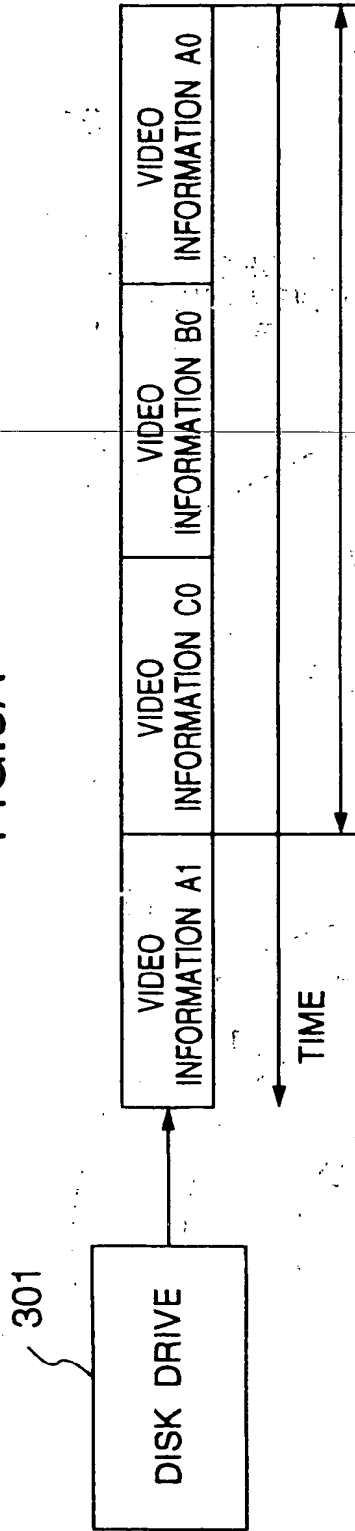 301
DISK DRIVE
VIDEO
INFORMATION A1
VIDEO
INFORMATION C0
VIDEO
INFORMATION B0
VIDEO
INFORMATION A0
TIME